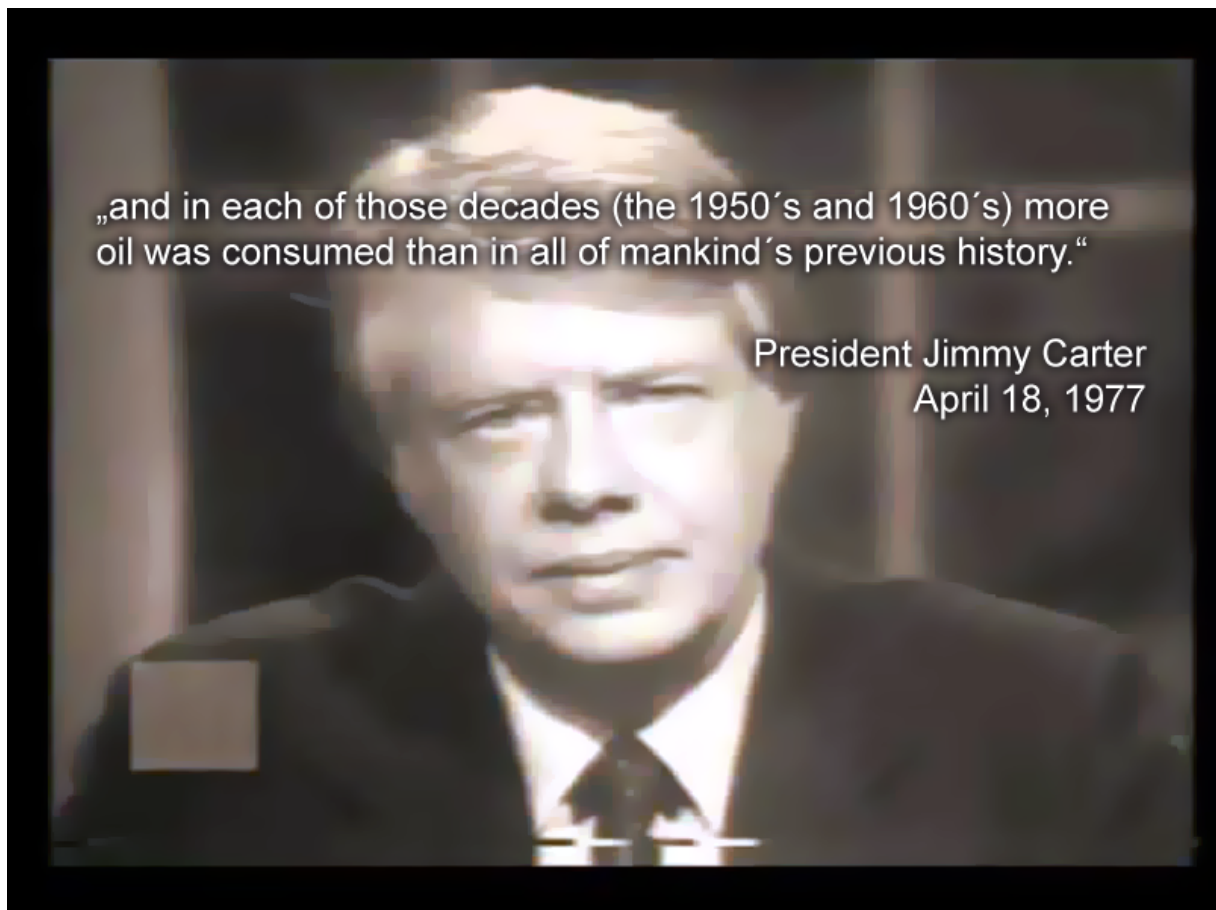 „and in each of those decades (the 1950´s and 1960´s) more
oil was consumed than in all of mankind´s previous history.“
President Jimmy Carter
April 18, 1977